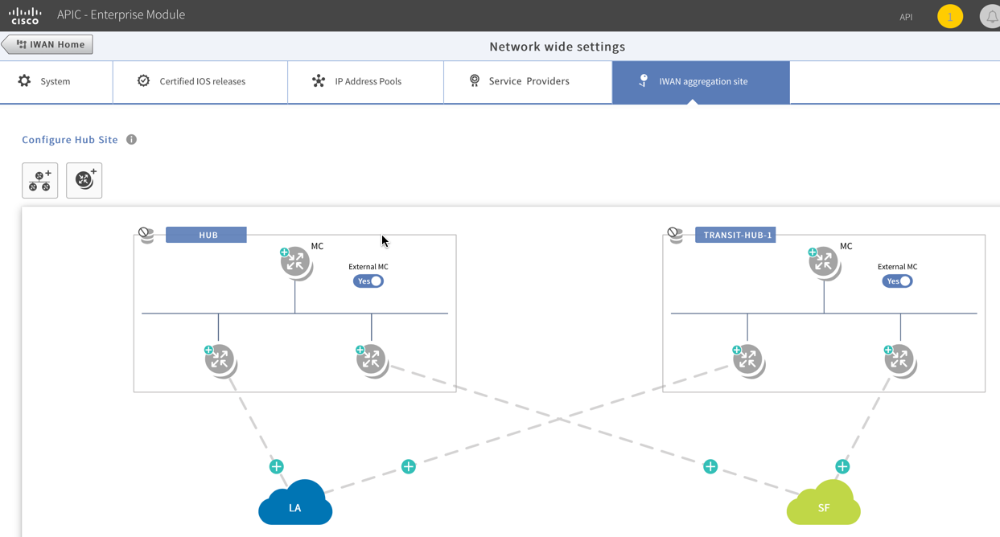 CISCO
APIC - Enterprise Module
API
1
IWAN Home
Network wide settings
System
Certified IOS releases
IP Address Pools
Service Providers
IWAN aggregation site
Configure Hub Site
HUB
MC
External MC
Yes
TRANSIT-HUB-1
MC
External MC
Yes
LA
SF